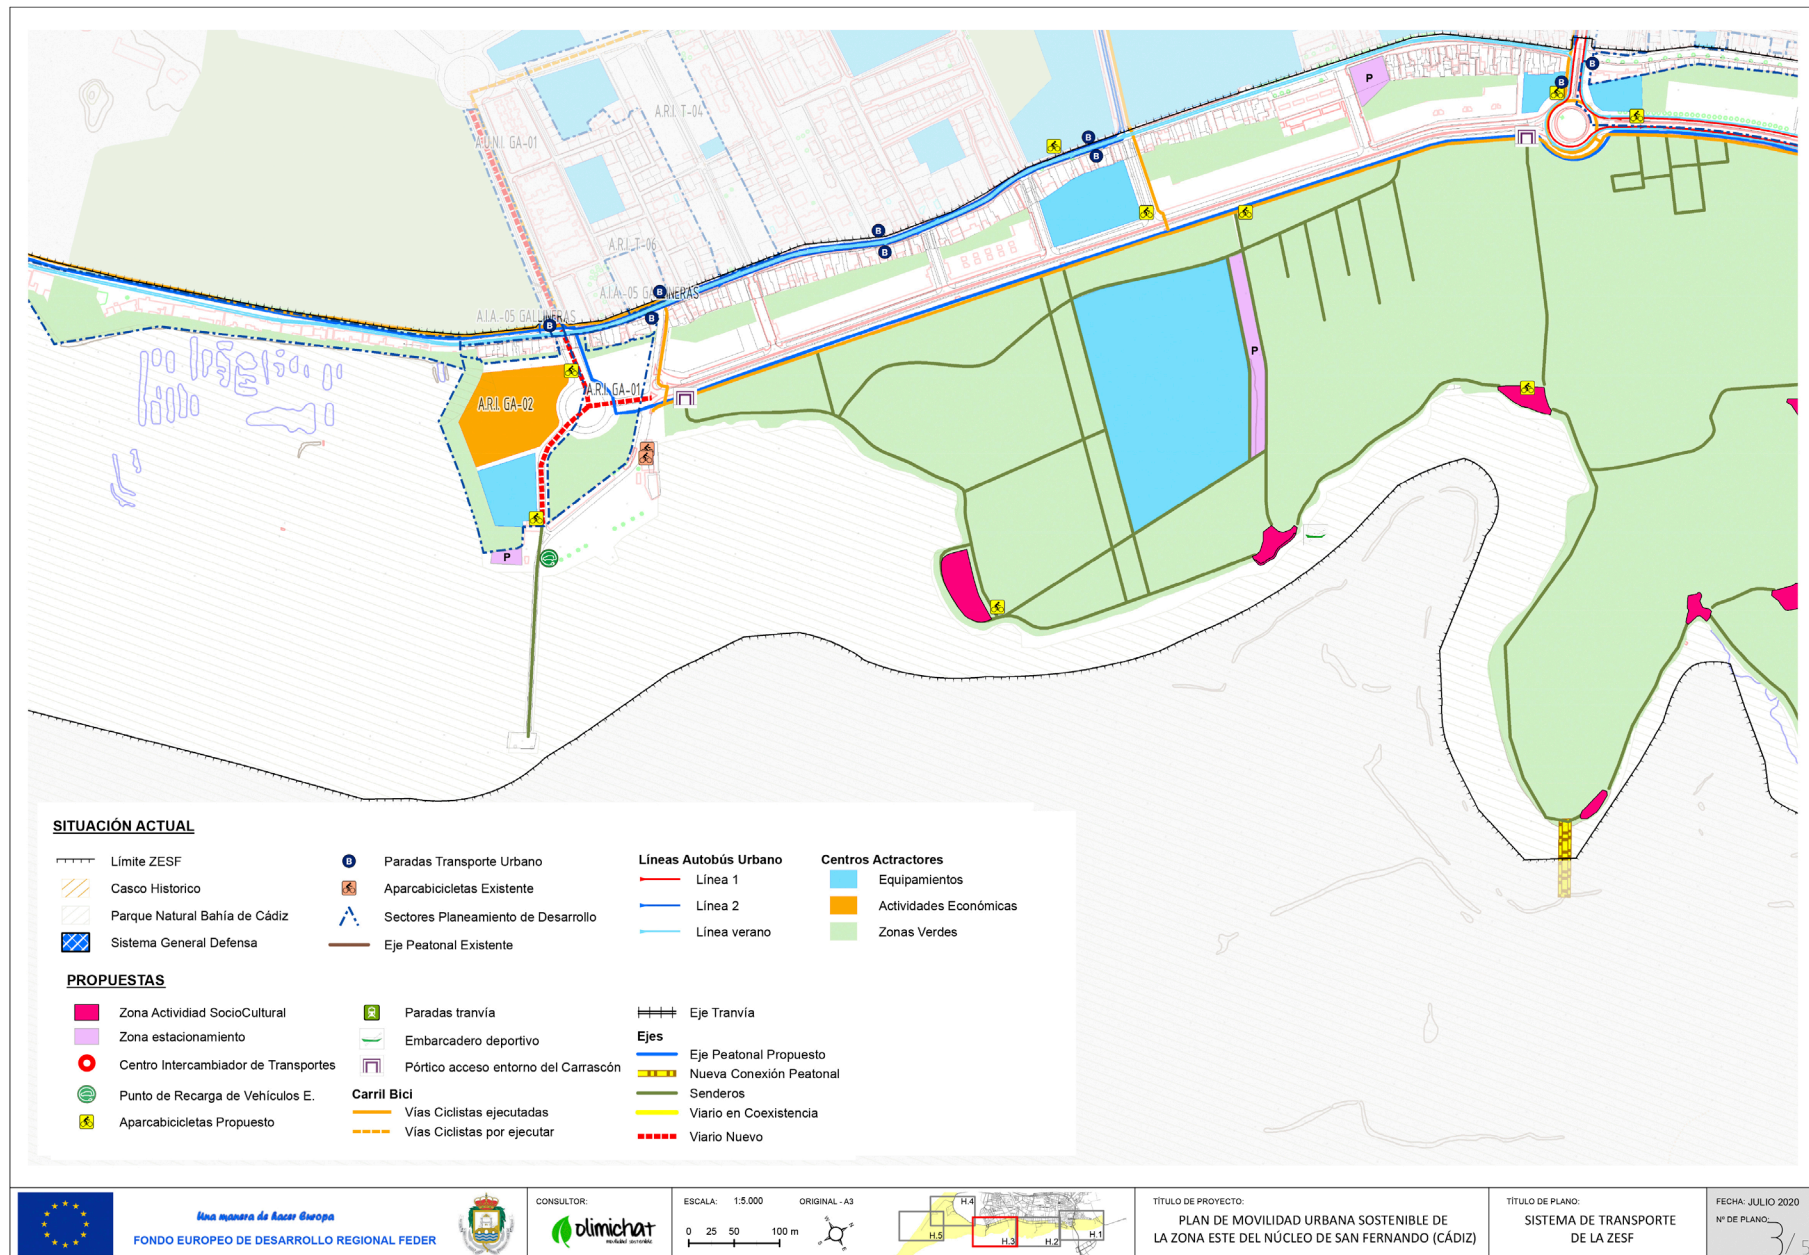 A.U.N.I. GA-01
A.R.I. T-04
A.R.I.-T-06
A.I.A.-05 GALLINERAS
A.R.I. GA-01
A.R.I. GA-02
P
P
P
B
B
B
B
B
B
B
B
B
B
SITUACIÓN ACTUAL
Límite ZESF
Casco Historico
Parque Natural Bahía de Cádiz
Sistema General Defensa
B Paradas Transporte Urbano
Aparcabicicletas Existente
Sectores Planeamiento de Desarrollo
Eje Peatonal Existente
Líneas Autobús Urbano
Línea 1
Línea 2
Línea verano
Centros Actractores
Equipamientos
Actividades Económicas
Zonas Verdes
PROPUESTAS
Zona Actividiad SocioCultural
Zona estacionamiento
Centro Intercambiador de Transportes
Punto de Recarga de Vehículos E.
Aparcabicicletas Propuesto
Paradas tranvía
Embarcadero deportivo
Pórtico acceso entorno del Carrascón
Carril Bici
Vías Ciclistas ejecutadas
Vías Ciclistas por ejecutar
Eje Tranvía
Ejes
Eje Peatonal Propuesto
Nueva Conexión Peatonal
Senderos
Viario en Coexistencia
Viario Nuevo
Una manera de hacer Europa
FONDO EUROPEO DE DESARROLLO REGIONAL FEDER
CONSULTOR:
olimichat
movilidad sostenible
ESCALA: 1:5.000
ORIGINAL - A3
0 25 50 100 m
H.4
H.5
H.3
H.2
H.1
TÍTULO DE PROYECTO:
PLAN DE MOVILIDAD URBANA SOSTENIBLE DE
LA ZONA ESTE DEL NÚCLEO DE SAN FERNANDO (CÁDIZ)
TÍTULO DE PLANO:
SISTEMA DE TRANSPORTE
DE LA ZESF
FECHA: JULIO 2020
Nº DE PLANO:
3/5